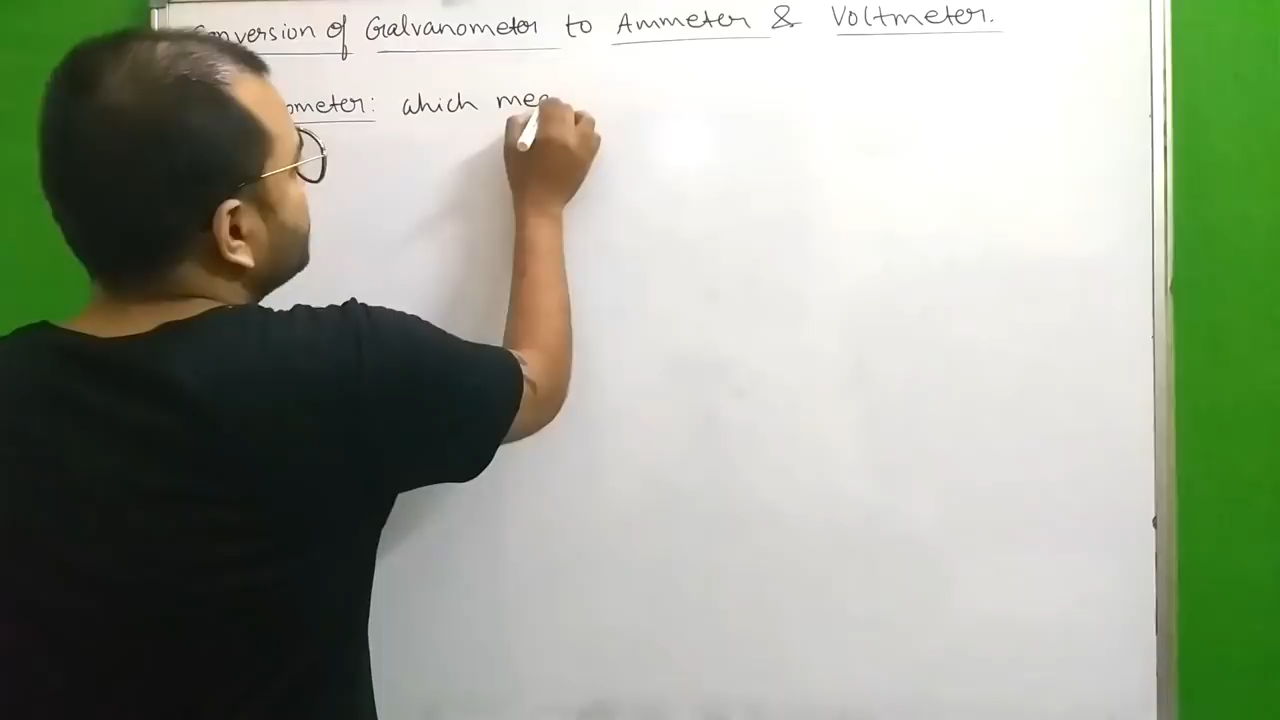 Conversion of Galvanometer to Ammeter & Voltmeter.
ometer: which mea